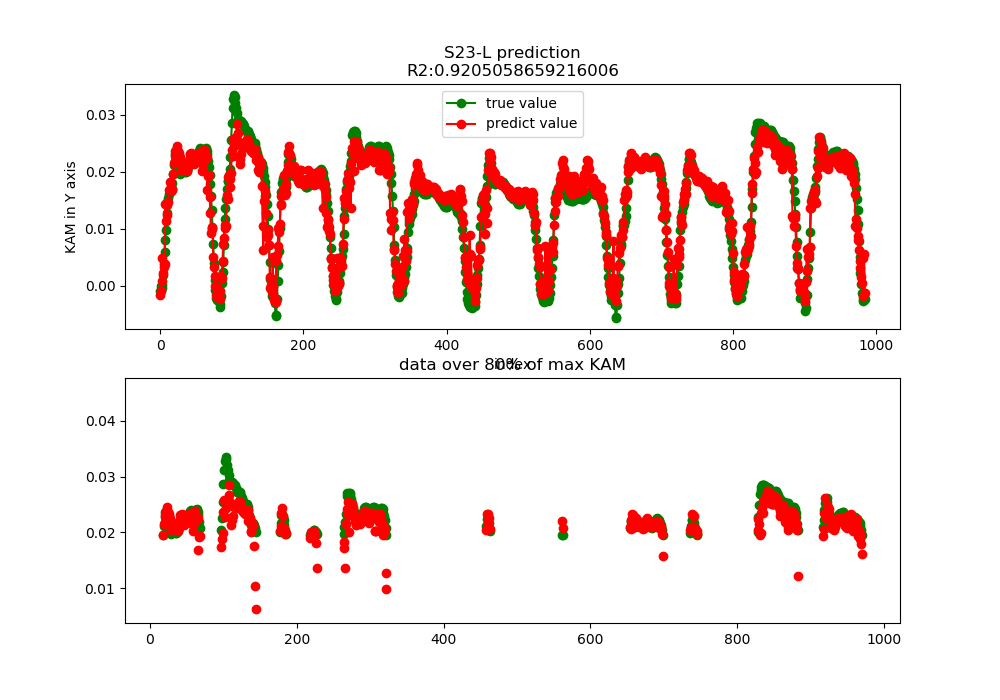 S23-L prediction
R2:0.9205058659216006
KAM in Y axis
0.03
0.02
0.01
0.00
true value
predict value
0 200 400 600 800 1000
index
data over 80% of max KAM
0.04
0.03
0.02
0.01
0 200 400 600 800 1000